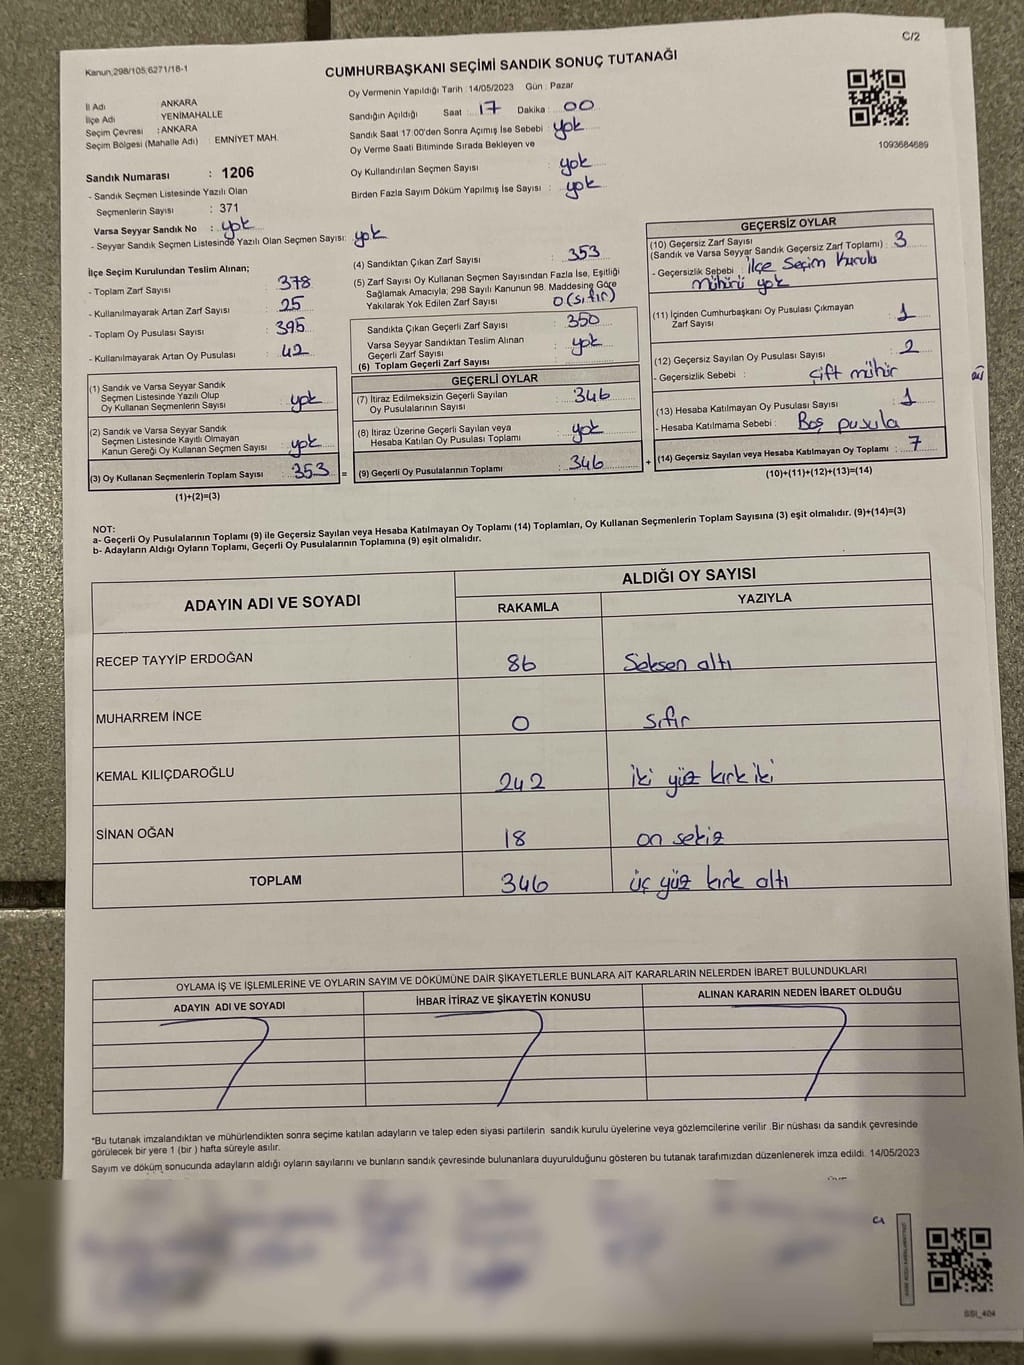 C/2
Kanun;298/105;6271/18-1
CUMHURBAŞKANI SEÇİMİ SANDIK SONUÇ TUTANAĞI
İl Adı ANKARA
İlçe Adı YENİMAHALLE
Seçim Çevresi : ANKARA
Seçim Bölgesi (Mahalle Adı) : EMNİYET MAH.
Sandık Numarası : 1206
- Sandık Seçmen Listesinde Yazılı Olan
Seçmenlerin Sayısı : 371
Varsa Seyyar Sandık No : yok
- Seyyar Sandık Seçmen Listesinde Yazılı Olan Seçmen Sayısı: yok
Oy Vermenin Yapıldığı Tarih : 14/05/2023 Gün : Pazar
Sandığın Açıldığı Saat : 17 Dakika : 00
Sandık Saat 17:00'den Sonra Açımış İse Sebebi : yok
Oy Verme Saati Bitiminde Sırada Bekleyen ve
Oy Kullandırılan Seçmen Sayısı : yok
Birden Fazla Sayım Döküm Yapılmış İse Sayısı : yok
1093684689
İlçe Seçim Kurulundan Teslim Alınan;
- Toplam Zarf Sayısı : 378
- Kullanılmayarak Artan Zarf Sayısı : 25
- Toplam Oy Pusulası Sayısı : 395
- Kullanılmayarak Artan Oy Pusulası : 42
(1) Sandık ve Varsa Seyyar Sandık
Seçmen Listesinde Yazılı Olup
Oy Kullanan Seçmenlerin Sayısı : yok
(2) Sandık ve Varsa Seyyar Sandık
Seçmen Listesinde Kayıtlı Olmayan
Kanun Gereği Oy Kullanan Seçmen Sayısı : yok
(3) Oy Kullanan Seçmenlerin Toplam Sayısı : 353
(1)+(2)=(3)
(4) Sandıktan Çıkan Zarf Sayısı : 353
(5) Zarf Sayısı Oy Kullanan Seçmen Sayısından Fazla İse, Eşitliği
Sağlamak Amacıyla; 298 Sayılı Kanunun 98. Maddesine Göre
Yakılarak Yok Edilen Zarf Sayısı : 0 (sıfır)
Sandıkta Çıkan Geçerli Zarf Sayısı : 350
Varsa Seyyar Sandıktan Teslim Alınan
Geçerli Zarf Sayısı : yok
(6) Toplam Geçerli Zarf Sayısı
GEÇERLİ OYLAR
(7) İtiraz Edilmeksizin Geçerli Sayılan
Oy Pusulalarının Sayısı : 346
(8) İtiraz Üzerine Geçerli Sayılan veya
Hesaba Katılan Oy Pusulası Toplamı : yok
= (9) Geçerli Oy Pusulalarının Toplamı : 346 +
GEÇERSİZ OYLAR
(10) Geçersiz Zarf Sayısı
(Sandık ve Varsa Seyyar Sandık Geçersiz Zarf Toplamı) : 3
- Geçersizlik Sebebi : İlçe Seçim Kurulu
Mühürü yok
(11) İçinden Cumhurbaşkanı Oy Pusulası Çıkmayan
Zarf Sayısı : 1
(12) Geçersiz Sayılan Oy Pusulası Sayısı : 2
- Geçersizlik Sebebi : Çift mühür
(13) Hesaba Katılmayan Oy Pusulası Sayısı : 1
- Hesaba Katılmama Sebebi : Boş pusula
(14) Geçersiz Sayılan veya Hesaba Katılmayan Oy Toplamı : 7
(10)+(11)+(12)+(13)=(14)
NOT:
a- Geçerli Oy Pusulalarının Toplamı (9) ile Geçersiz Sayılan veya Hesaba Katılmayan Oy Toplamı (14) Toplamları, Oy Kullanan Seçmenlerin Toplam Sayısına (3) eşit olmalıdır. (9)+(14)=(3)
b- Adayların Aldığı Oyların Toplamı, Geçerli Oy Pusulalarının Toplamına (9) eşit olmalıdır.
ADAYIN ADI VE SOYADI ALDIĞI OY SAYISI
RAKAMLA YAZIYLA
RECEP TAYYİP ERDOĞAN 86 Seksen altı
MUHARREM İNCE 0 sıfır
KEMAL KILIÇDAROĞLU 242 iki yüz kırk iki
SİNAN OĞAN 18 on sekiz
TOPLAM 346 üç yüz kırk altı
OYLAMA İŞ VE İŞLEMLERİNE VE OYLARIN SAYIM VE DÖKÜMÜNE DAİR ŞİKAYETLERLE BUNLARA AİT KARARLARIN NELERDEN İBARET BULUNDUKLARI
ADAYIN ADI VE SOYADI İHBAR İTİRAZ VE ŞİKAYETİN KONUSU ALINAN KARARIN NEDEN İBARET OLDUĞU
*Bu tutanak imzalandıktan ve mühürlendikten sonra seçime katılan adayların ve talep eden siyasi partilerin sandık kurulu üyelerine veya gözlemcilerine verilir .Bir nüshası da sandık çevresinde
görülecek bir yere 1 (bir ) hafta süreyle asılır.
Sayım ve döküm sonucunda adayların aldığı oyların sayılarını ve bunların sandık çevresinde bulunanlara duyurulduğunu gösteren bu tutanak tarafımızdan düzenlenerek imza edildi. 14/05/2023
SSI_404